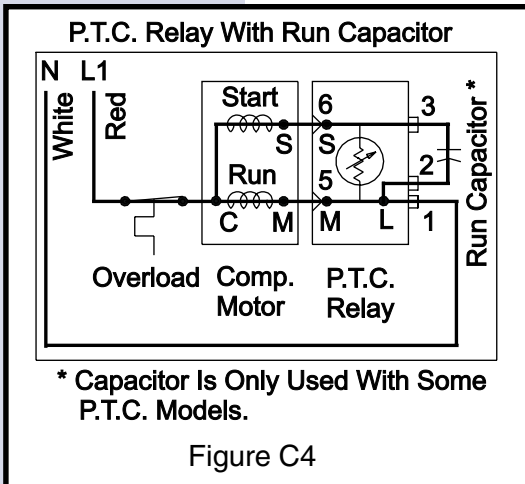 P.T.C. Relay With Run Capacitor
N L1
White
Red
Start
S
Run
C
M
6
S
5
M
L
3
2
1
Run Capacitor *
Overload
Comp.
Motor
P.T.C.
Relay
* Capacitor Is Only Used With Some
P.T.C. Models.
Figure C4